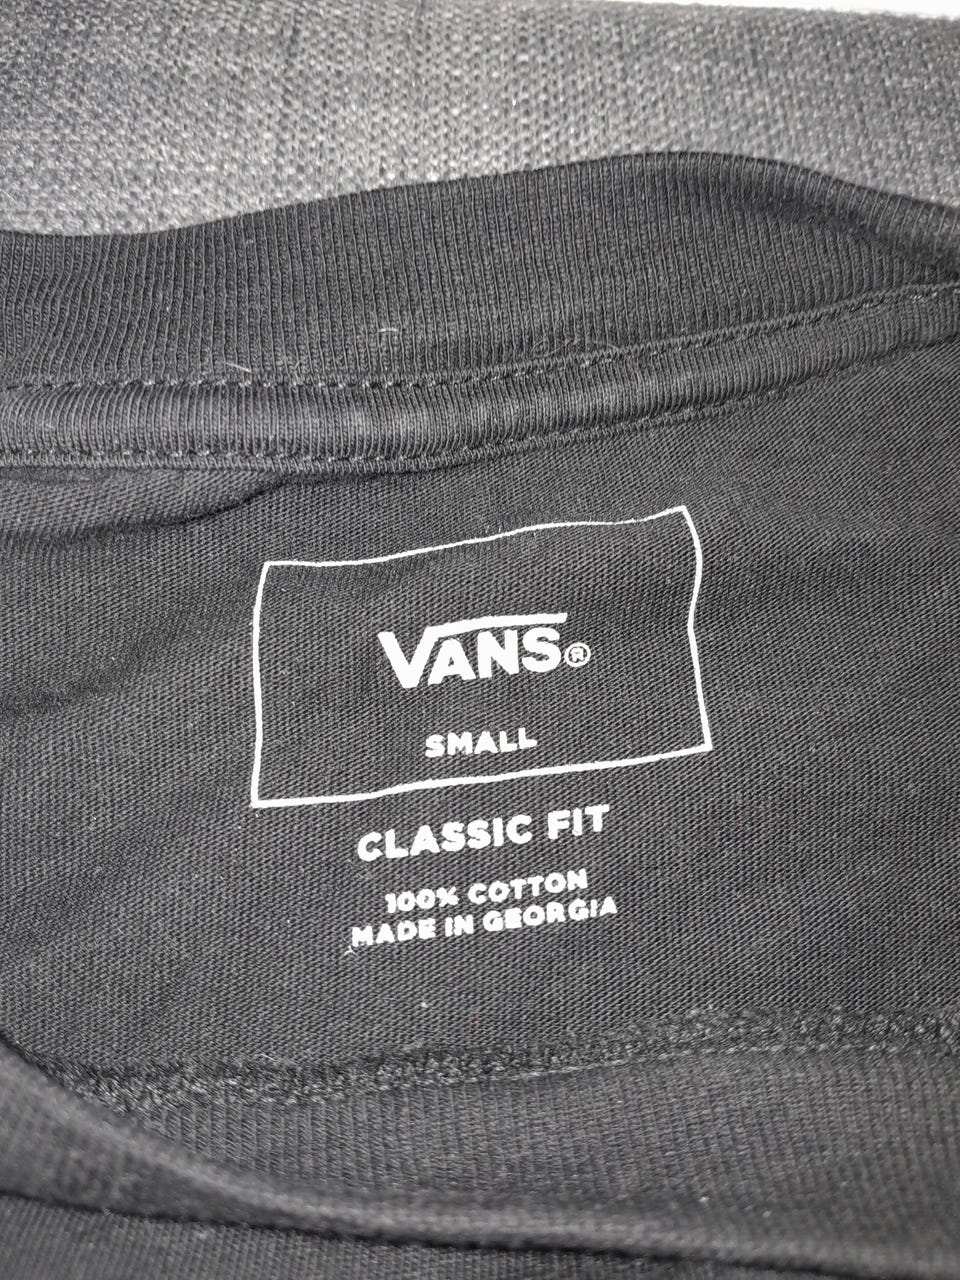 VANS®
SMALL
CLASSIC FIT
100% COTTON
MADE IN GEORGIA